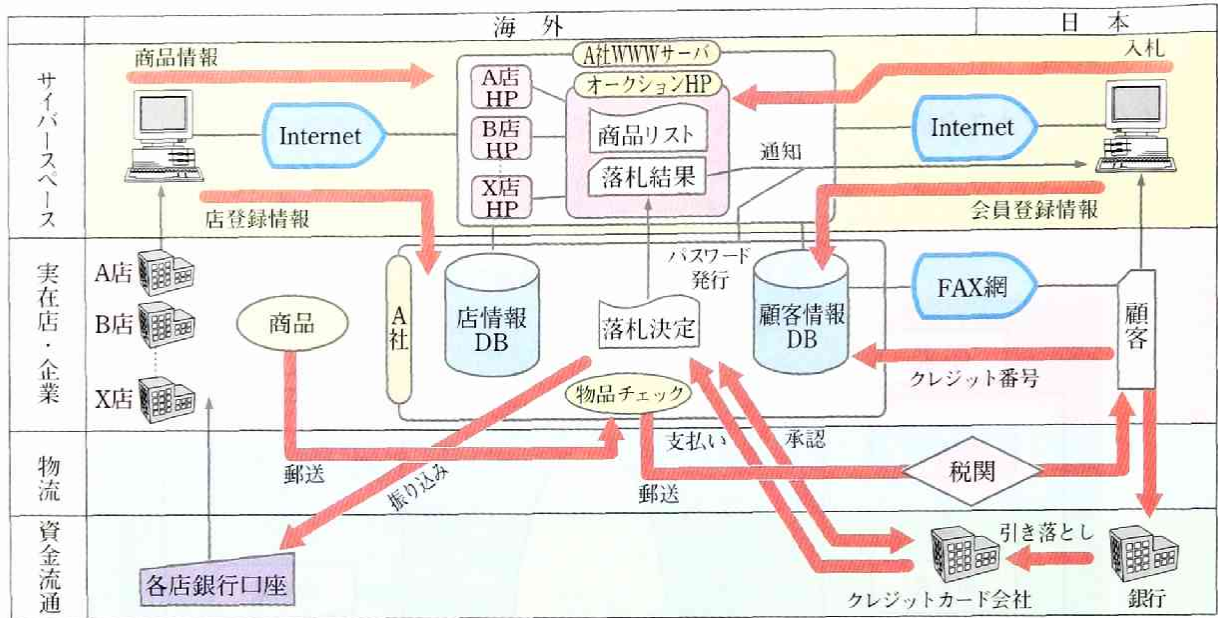 海外
日本
サイバースペース
商品情報
Internet
店登録情報
A社WWWサーバ
オークションHP
A店
HP
B店
HP
X店
HP
商品リスト
落札結果
通知
入札
Internet
会員登録情報
実在店・企業
A店
B店
X店
商品
A社
店情報
DB
パスワード
発行
落札決定
物品チェック
顧客情報
DB
FAX網
クレジット番号
顧客
物流
郵送
振り込み
支払い
承認
郵送
税関
資金流通
各店銀行口座
引き落とし
クレジットカード会社
銀行